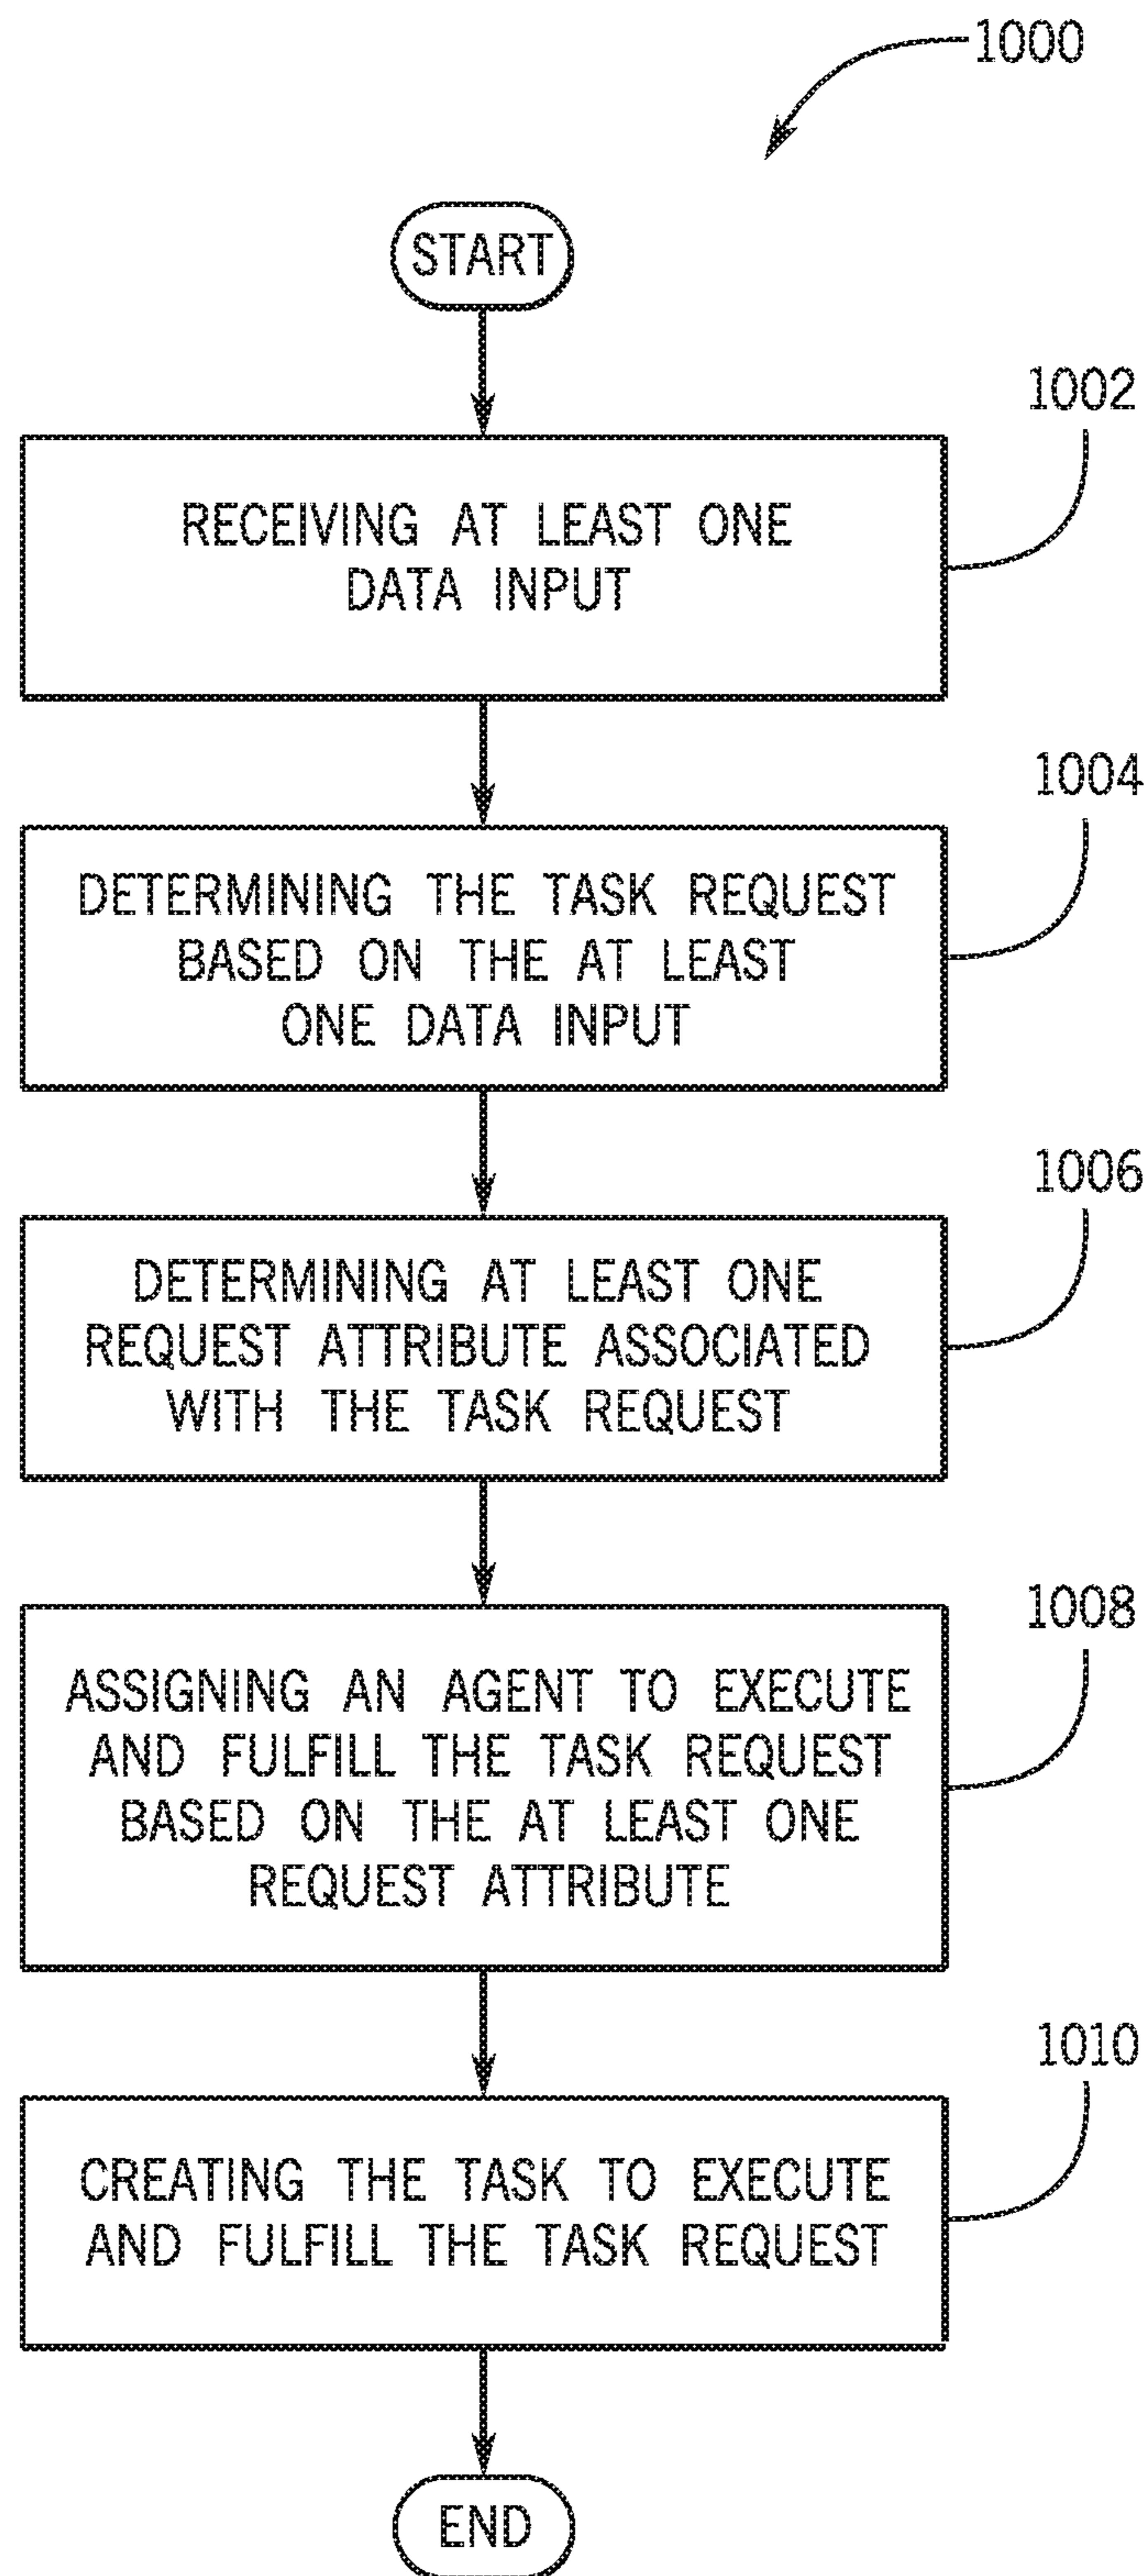 1000
START
1002
RECEIVING AT LEAST ONE
DATA INPUT
1004
DETERMINING THE TASK REQUEST
BASED ON THE AT LEAST
ONE DATA INPUT
1006
DETERMINING AT LEAST ONE
REQUEST ATTRIBUTE ASSOCIATED
WITH THE TASK REQUEST
1008
ASSIGNING AN AGENT TO EXECUTE
AND FULFILL THE TASK REQUEST
BASED ON THE AT LEAST ONE
REQUEST ATTRIBUTE
1010
CREATING THE TASK TO EXECUTE
AND FULFILL THE TASK REQUEST
END